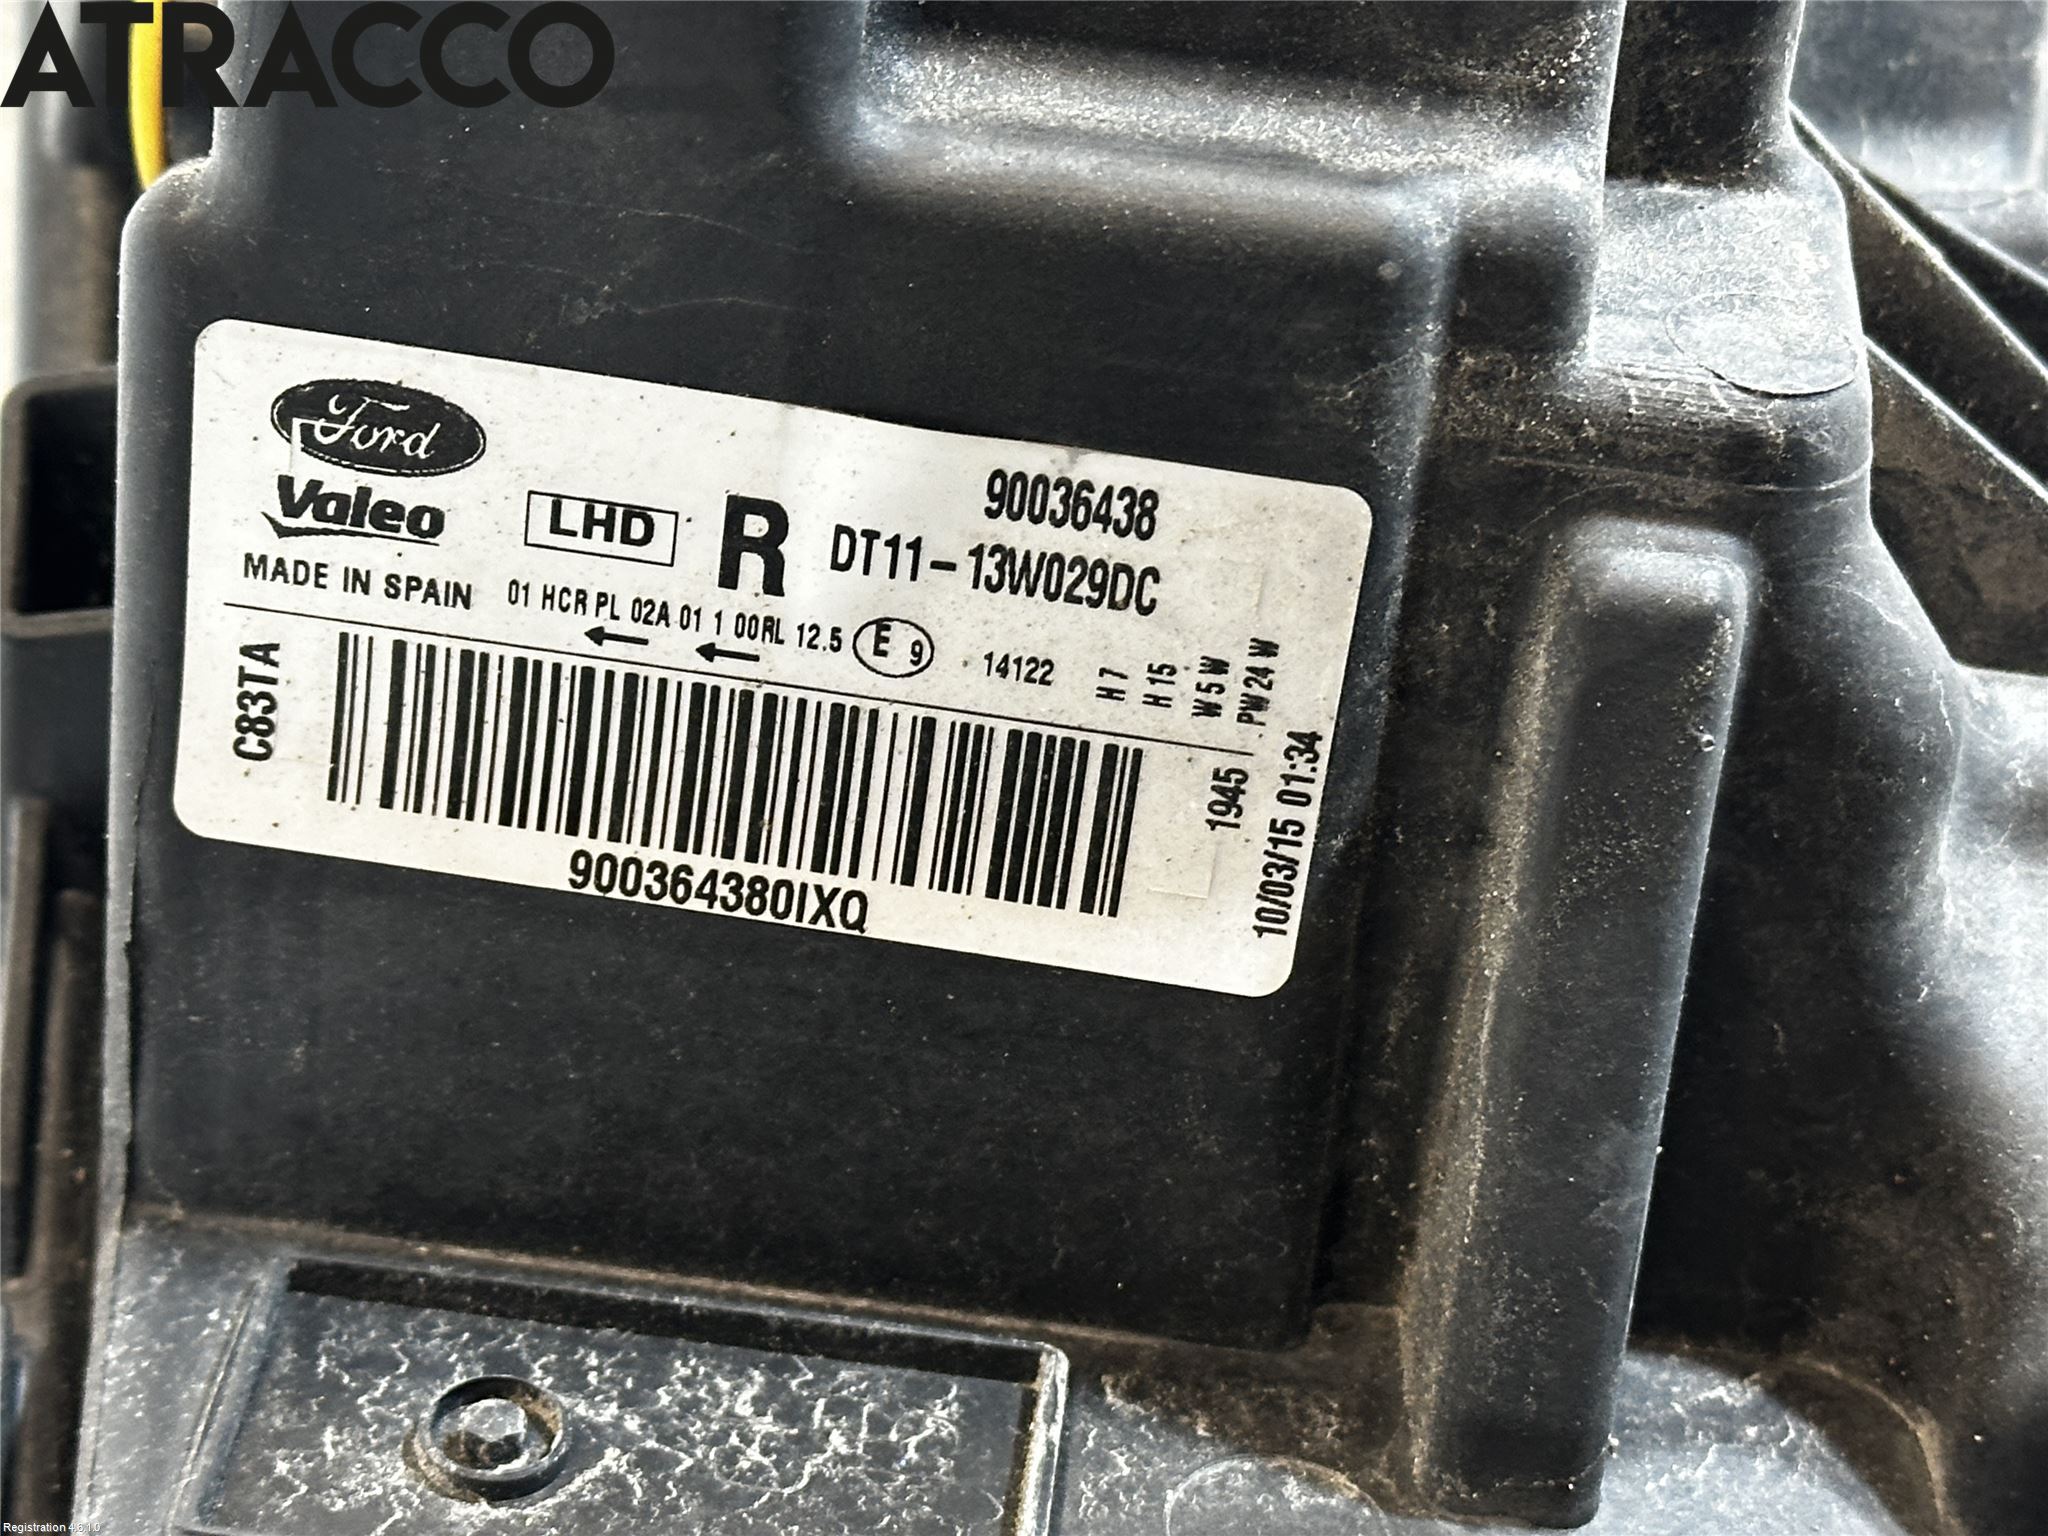 ATRACCO
Ford
Valeo
MADE IN SPAIN
LHD
R
90036438
DT11-13W029DC
01 HCR PL 02A 01 1 00RL 12.5 E 9
14122
H7
H15
W5W
PW24W
C83TA
1945
10/03/15 01:34
900364380IXQ
Registration 4.6.1.0